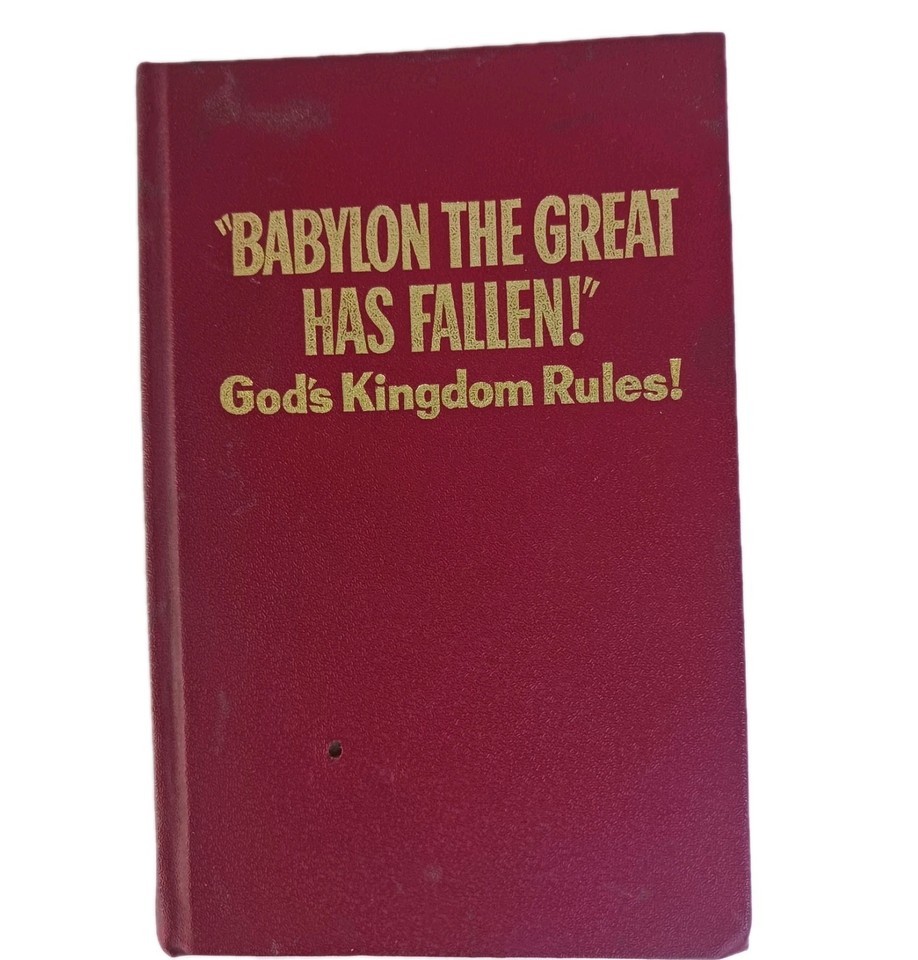 "BABYLON THE GREAT
HAS FALLEN!"
God's Kingdom Rules!